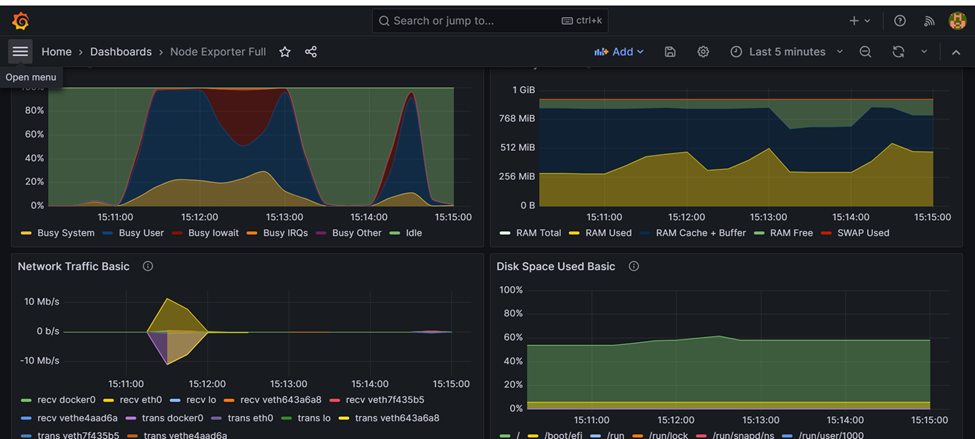 Search or jump to...
ctrl+k
Home > Dashboards > Node Exporter Full
Add
Last 5 minutes
Open menu
100%
80%
60%
40%
20%
0%
15:11:00 15:12:00 15:13:00 15:14:00 15:15:00
Busy System Busy User Busy Iowait Busy IRQs Busy Other Idle
1 GiB
768 MiB
512 MiB
256 MiB
0 B
15:11:00 15:12:00 15:13:00 15:14:00 15:15:00
RAM Total RAM Used RAM Cache + Buffer RAM Free SWAP Used
Network Traffic Basic
10 Mb/s
0 b/s
-10 Mb/s
15:11:00 15:12:00 15:13:00 15:14:00 15:15:00
recv docker0 recv eth0 recv lo recv veth643a6a8 recv veth7f435b5
recv vethe4aad6a trans docker0 trans eth0 trans lo trans veth643a6a8
trans veth7f435b5 trans vethe4aad6a
Disk Space Used Basic
100%
80%
60%
40%
20%
0%
15:11:00 15:12:00 15:13:00 15:14:00 15:15:00
/ /boot/efi /run /run/lock /run/snapd/ns /run/user/1000